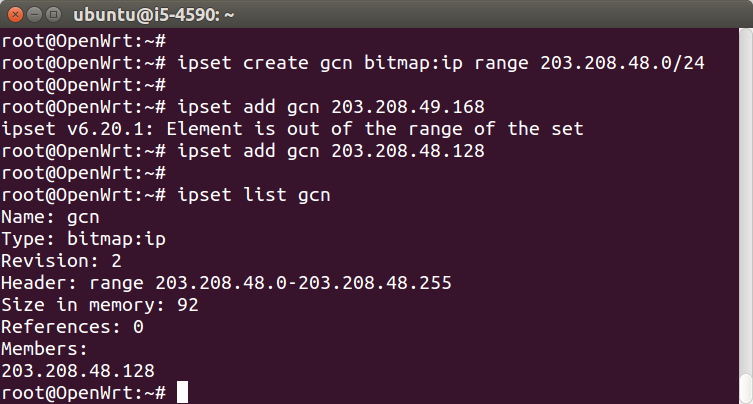 ubuntu@i5-4590: ~
root@OpenWrt:~#
root@OpenWrt:~# ipset create gcn bitmap:ip range 203.208.48.0/24
root@OpenWrt:~#
root@OpenWrt:~# ipset add gcn 203.208.49.168
ipset v6.20.1: Element is out of the range of the set
root@OpenWrt:~# ipset add gcn 203.208.48.128
root@OpenWrt:~#
root@OpenWrt:~# ipset list gcn
Name: gcn
Type: bitmap:ip
Revision: 2
Header: range 203.208.48.0-203.208.48.255
Size in memory: 92
References: 0
Members:
203.208.48.128
root@OpenWrt:~#